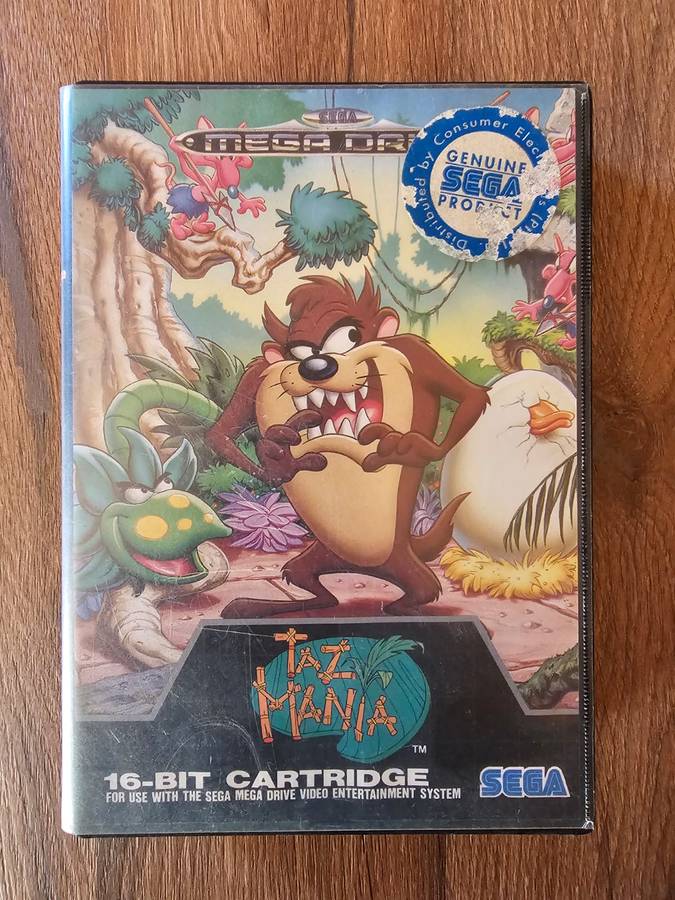 SEGA
MEGA DRI
Distributed by Consumer Elec
GENUINE
SEGA
PRODUCT
TAZ
MANIA
TM
16-BIT CARTRIDGE
FOR USE WITH THE SEGA MEGA DRIVE VIDEO ENTERTAINMENT SYSTEM
SEGA